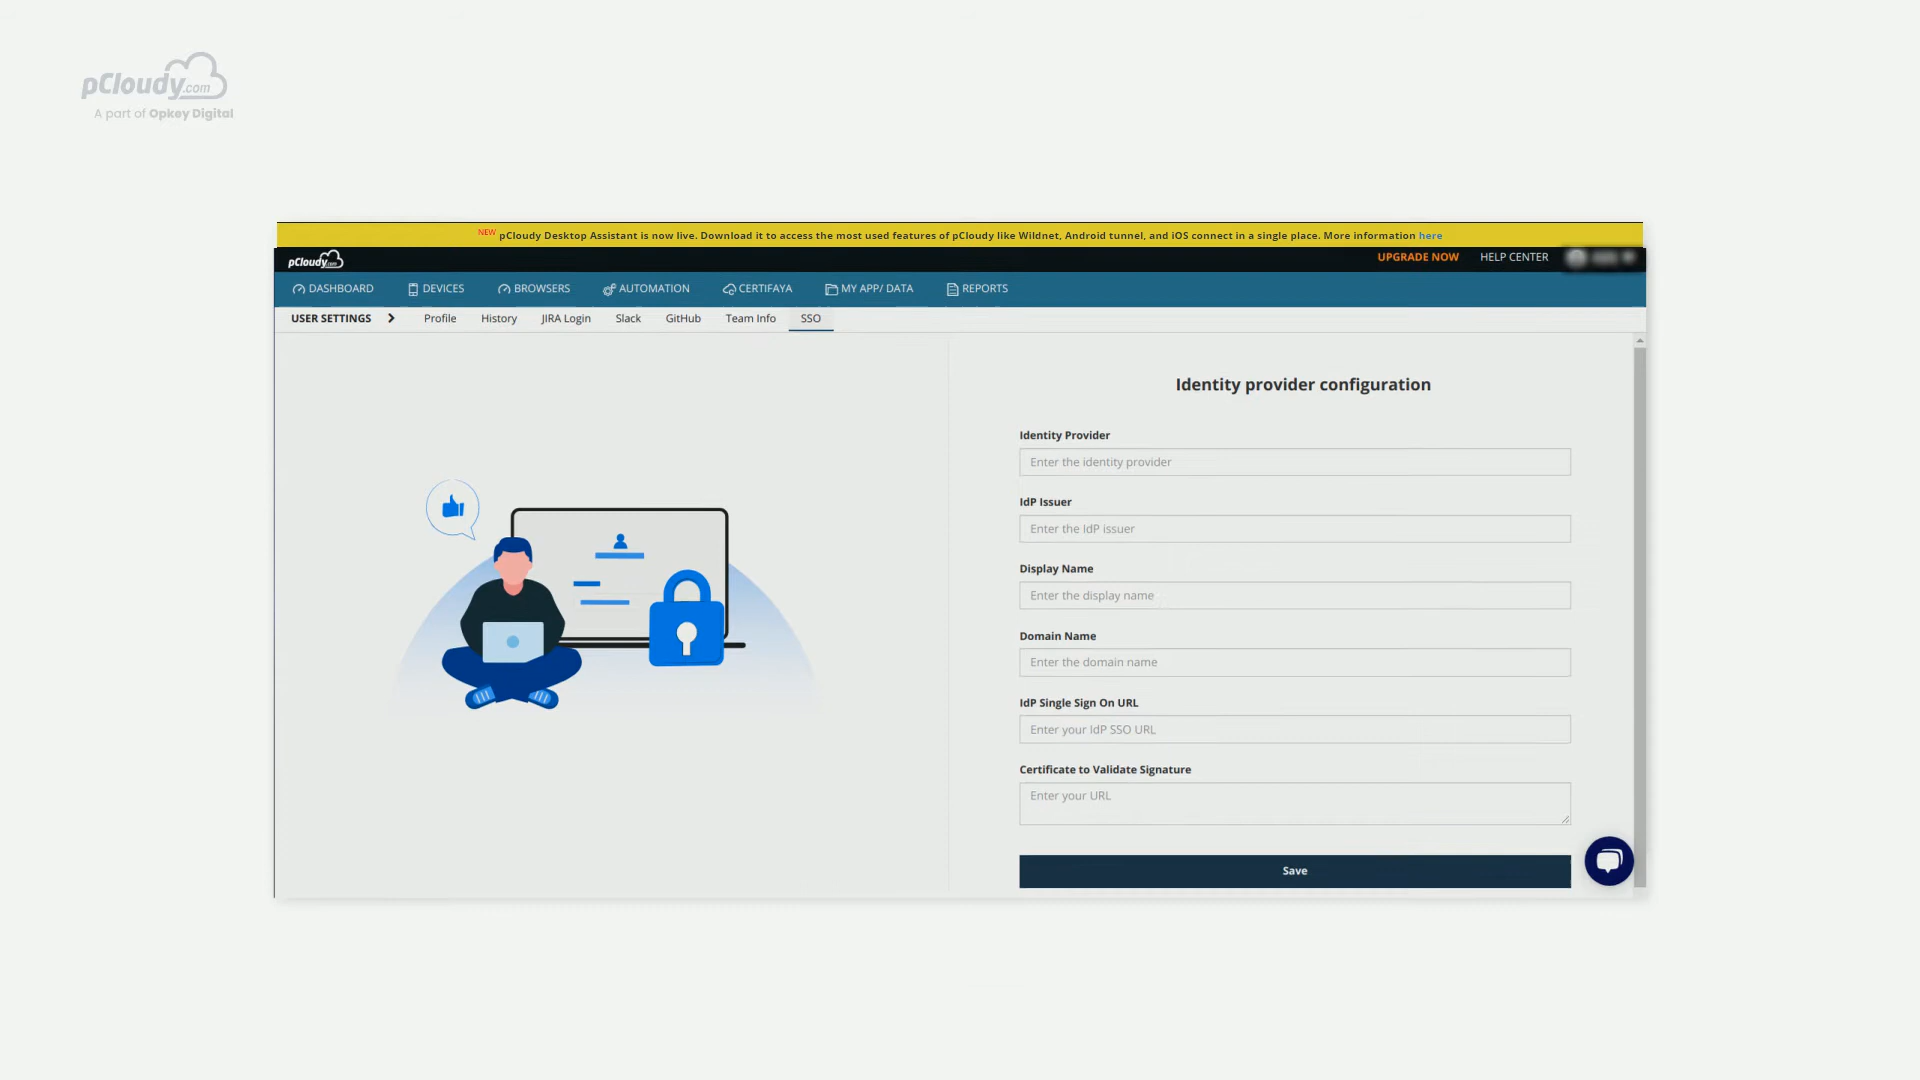 pCloudy.com
A part of Opkey Digital
NEW pCloudy Desktop Assistant is now live. Download it to access the most used features of pCloudy like Wildnet, Android tunnel, and iOS connect in a single place. More information here
pCloudy.com
UPGRADE NOW
HELP CENTER
DASHBOARD
DEVICES
BROWSERS
AUTOMATION
CERTIFAYA
MY APP/ DATA
REPORTS
USER SETTINGS
Profile
History
JIRA Login
Slack
GitHub
Team Info
SSO
Identity provider configuration
Identity Provider
Enter the identity provider
IdP Issuer
Enter the IdP issuer
Display Name
Enter the display name
Domain Name
Enter the domain name
IdP Single Sign On URL
Enter your IdP SSO URL
Certificate to Validate Signature
Enter your URL
Save